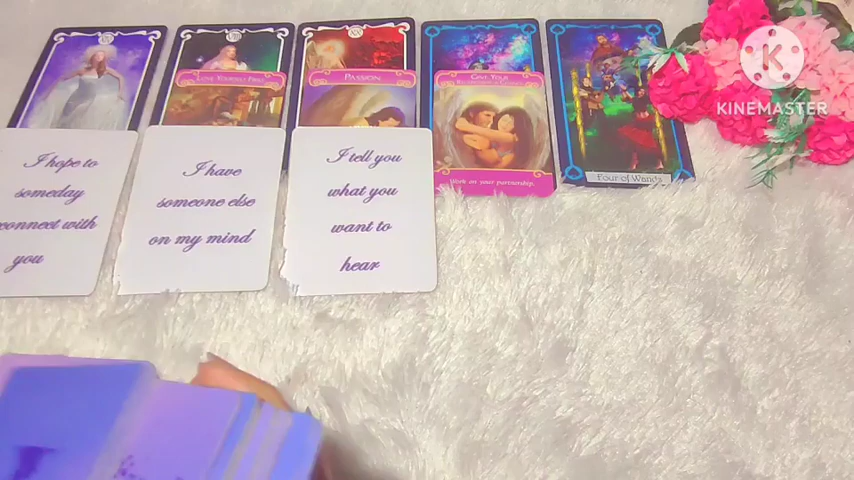 XX
LOVE YOURSELF FIRST
PASSION
GIVE YOUR
Work on your partnership.
Four of Wands
K
KINEMASTER
I hope to
someday
connect with
you
I have
someone else
on my mind
I tell you
what you
want to
hear